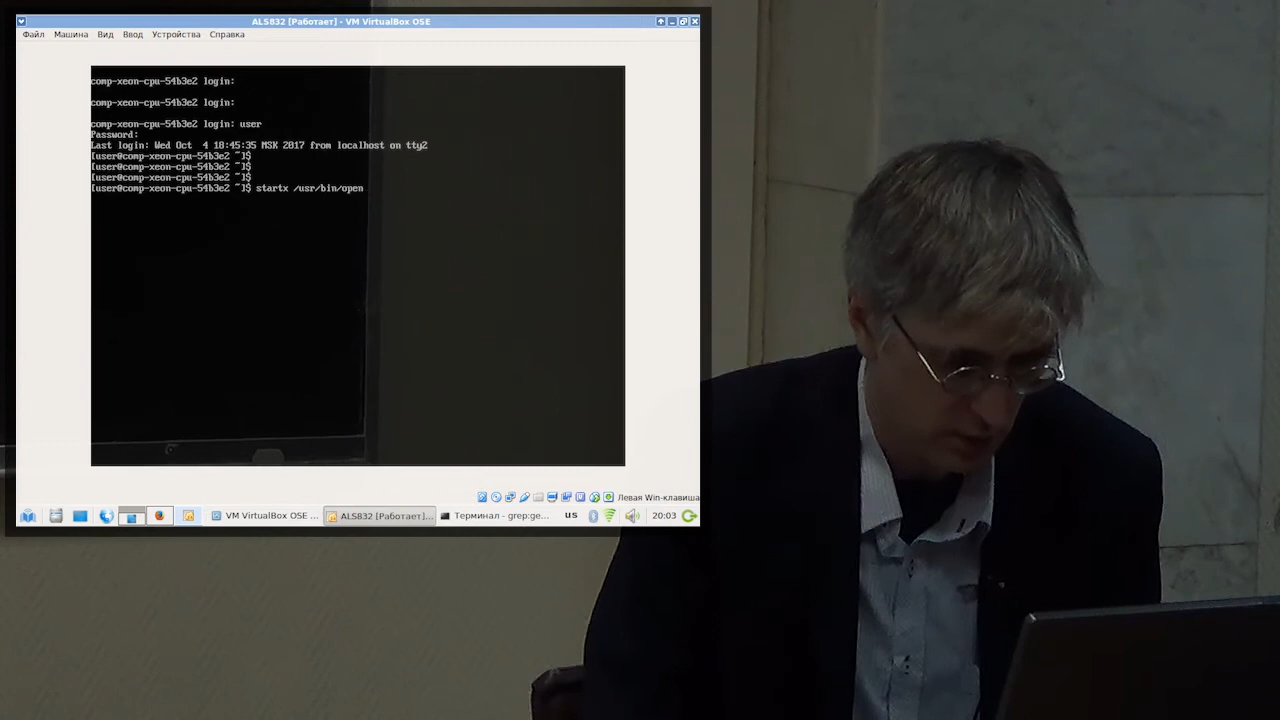 ALS832 [Работает] - VM VirtualBox OSE
Файл Машина Вид Ввод Устройства Справка
comp-xeon-cpu-54b3e2 login:
comp-xeon-cpu-54b3e2 login:
comp-xeon-cpu-54b3e2 login: user
Password:
Last login: Wed Oct  4 18:45:35 MSK 2017 from localhost on tty2
[user@comp-xeon-cpu-54b3e2 ~]$
[user@comp-xeon-cpu-54b3e2 ~]$
[user@comp-xeon-cpu-54b3e2 ~]$
[user@comp-xeon-cpu-54b3e2 ~]$ startx /usr/bin/open
Левая Win-клавиша
VM VirtualBox OSE ... ALS832 [Работает]... Терминал - grep:ge... us 20:03